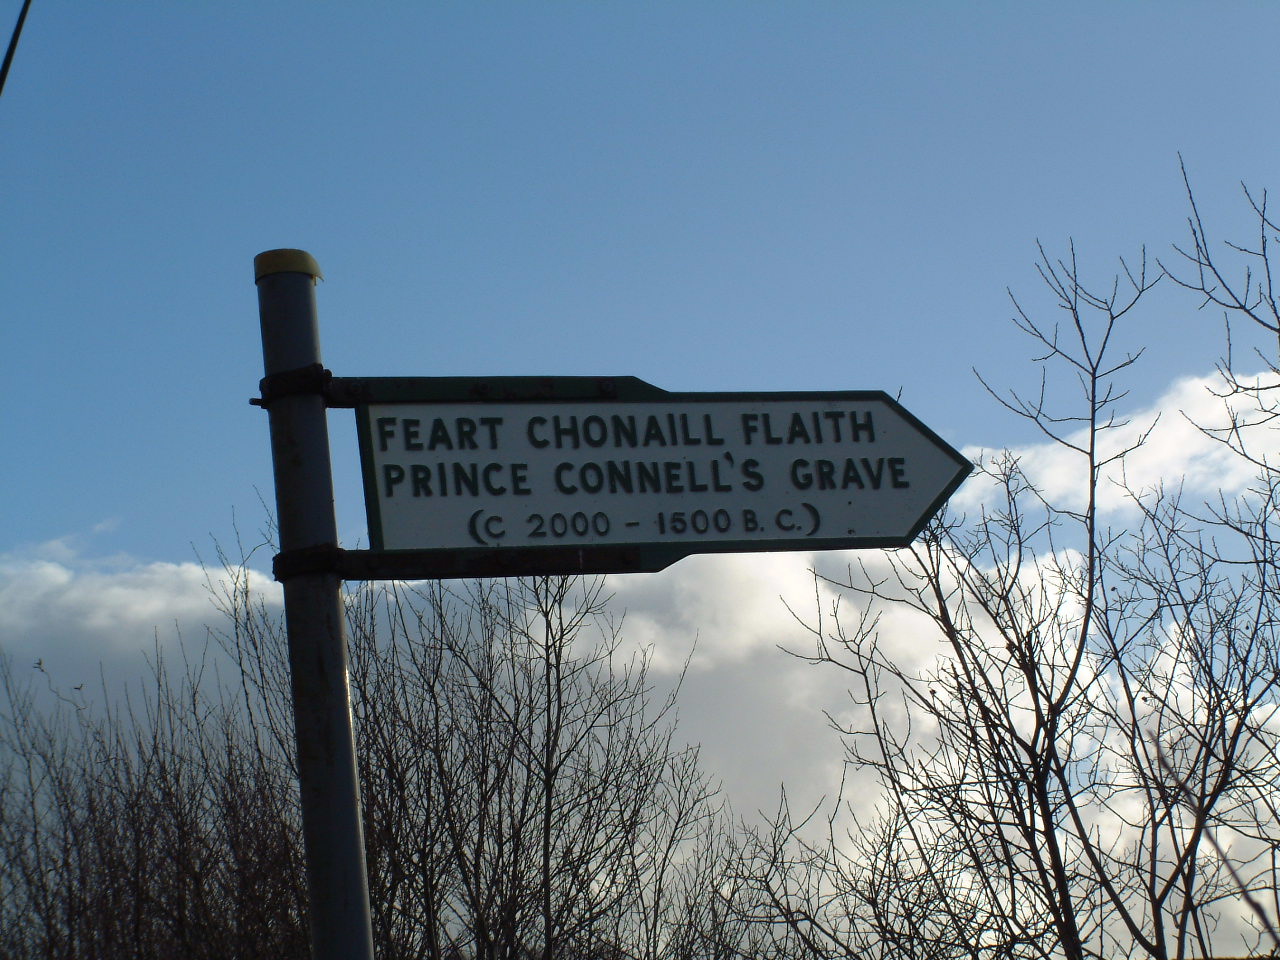 FEART CHONAILL FLAITH
PRINCE CONNELL'S GRAVE
(C 2000 - 1500 B. C.)